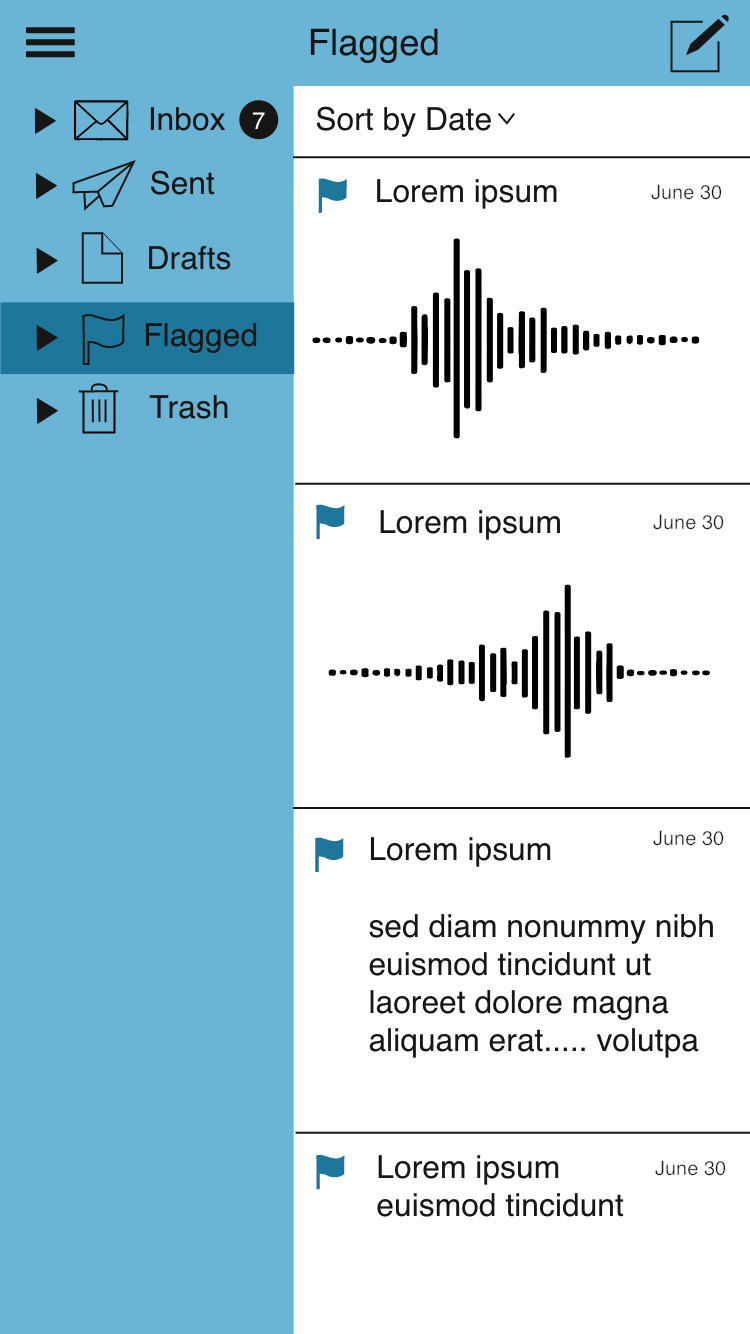 Flagged
Inbox 7
Sent
Drafts
Flagged
Trash
Sort by Date
Lorem ipsum June 30
Lorem ipsum June 30
Lorem ipsum June 30
sed diam nonummy nibh
euismod tincidunt ut
laoreet dolore magna
aliquam erat..... volutpa
Lorem ipsum June 30
euismod tincidunt